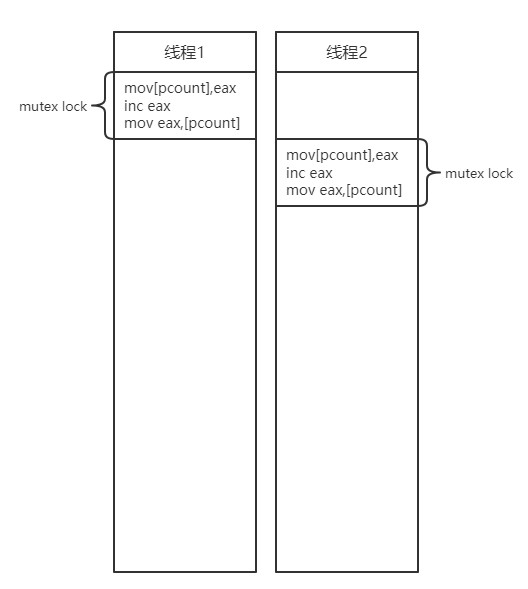 线程1
线程2
mutex lock
mov[pcount],eax
inc eax
mov eax,[pcount]
mov[pcount],eax
inc eax
mov eax,[pcount]
mutex lock